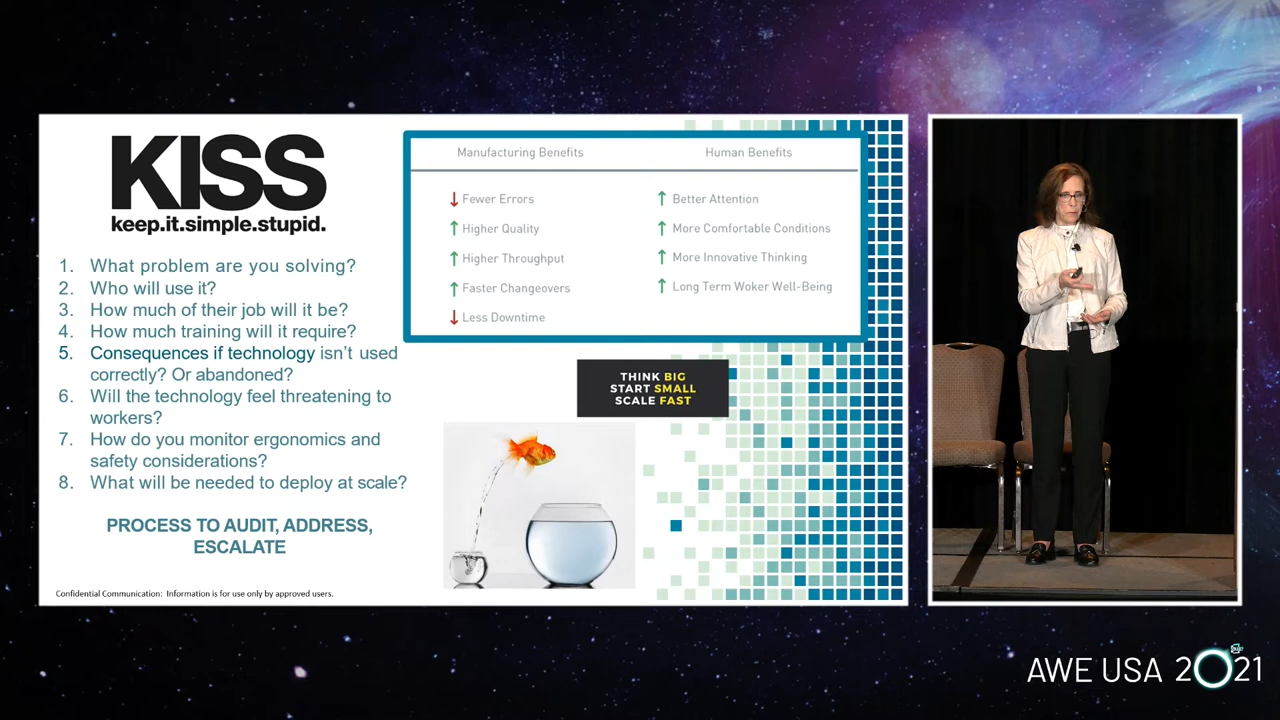 KISS
keep.it.simple.stupid.
1. What problem are you solving?
2. Who will use it?
3. How much of their job will it be?
4. How much training will it require?
5. Consequences if technology isn't used
correctly? Or abandoned?
6. Will the technology feel threatening to
workers?
7. How do you monitor ergonomics and
safety considerations?
8. What will be needed to deploy at scale?
PROCESS TO AUDIT, ADDRESS,
ESCALATE
Confidential Communication: Information is for use only by approved users.
Manufacturing Benefits
Human Benefits
↓ Fewer Errors
↑ Better Attention
↑ Higher Quality
↑ More Comfortable Conditions
↑ Higher Throughput
↑ More Innovative Thinking
↑ Faster Changeovers
↑ Long Term Woker Well-Being
↓ Less Downtime
THINK BIG
START SMALL
SCALE FAST
AWE USA 2021